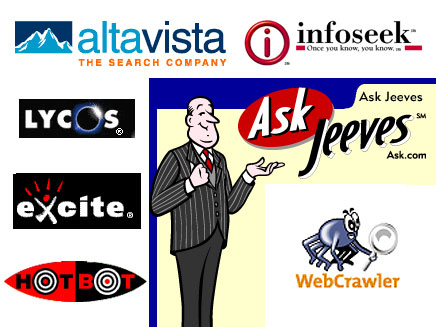 altavista
THE SEARCH COMPANY
i
infoseek
Once you know, you know.
LYCOS
Ask Jeeves
Ask Jeeves
Ask.com
excite
HOTBOT
WebCrawler